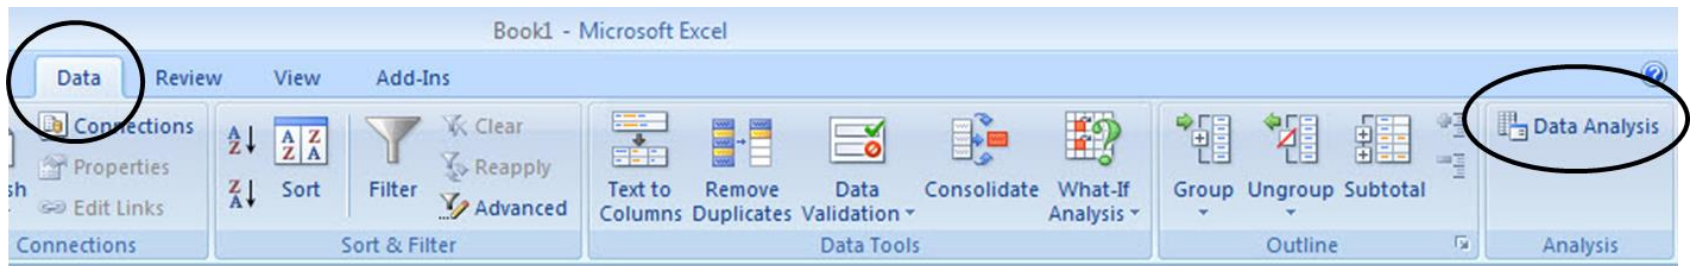 Book1 - Microsoft Excel
Data Review View Add-Ins
Connections
Properties
sh
Edit Links
Connections
Sort
Filter
Clear
Reapply
Advanced
Sort & Filter
Text to
Columns
Remove
Duplicates
Data
Validation
Consolidate
What-If
Analysis
Data Tools
Group
Ungroup
Subtotal
Outline
Data Analysis
Analysis